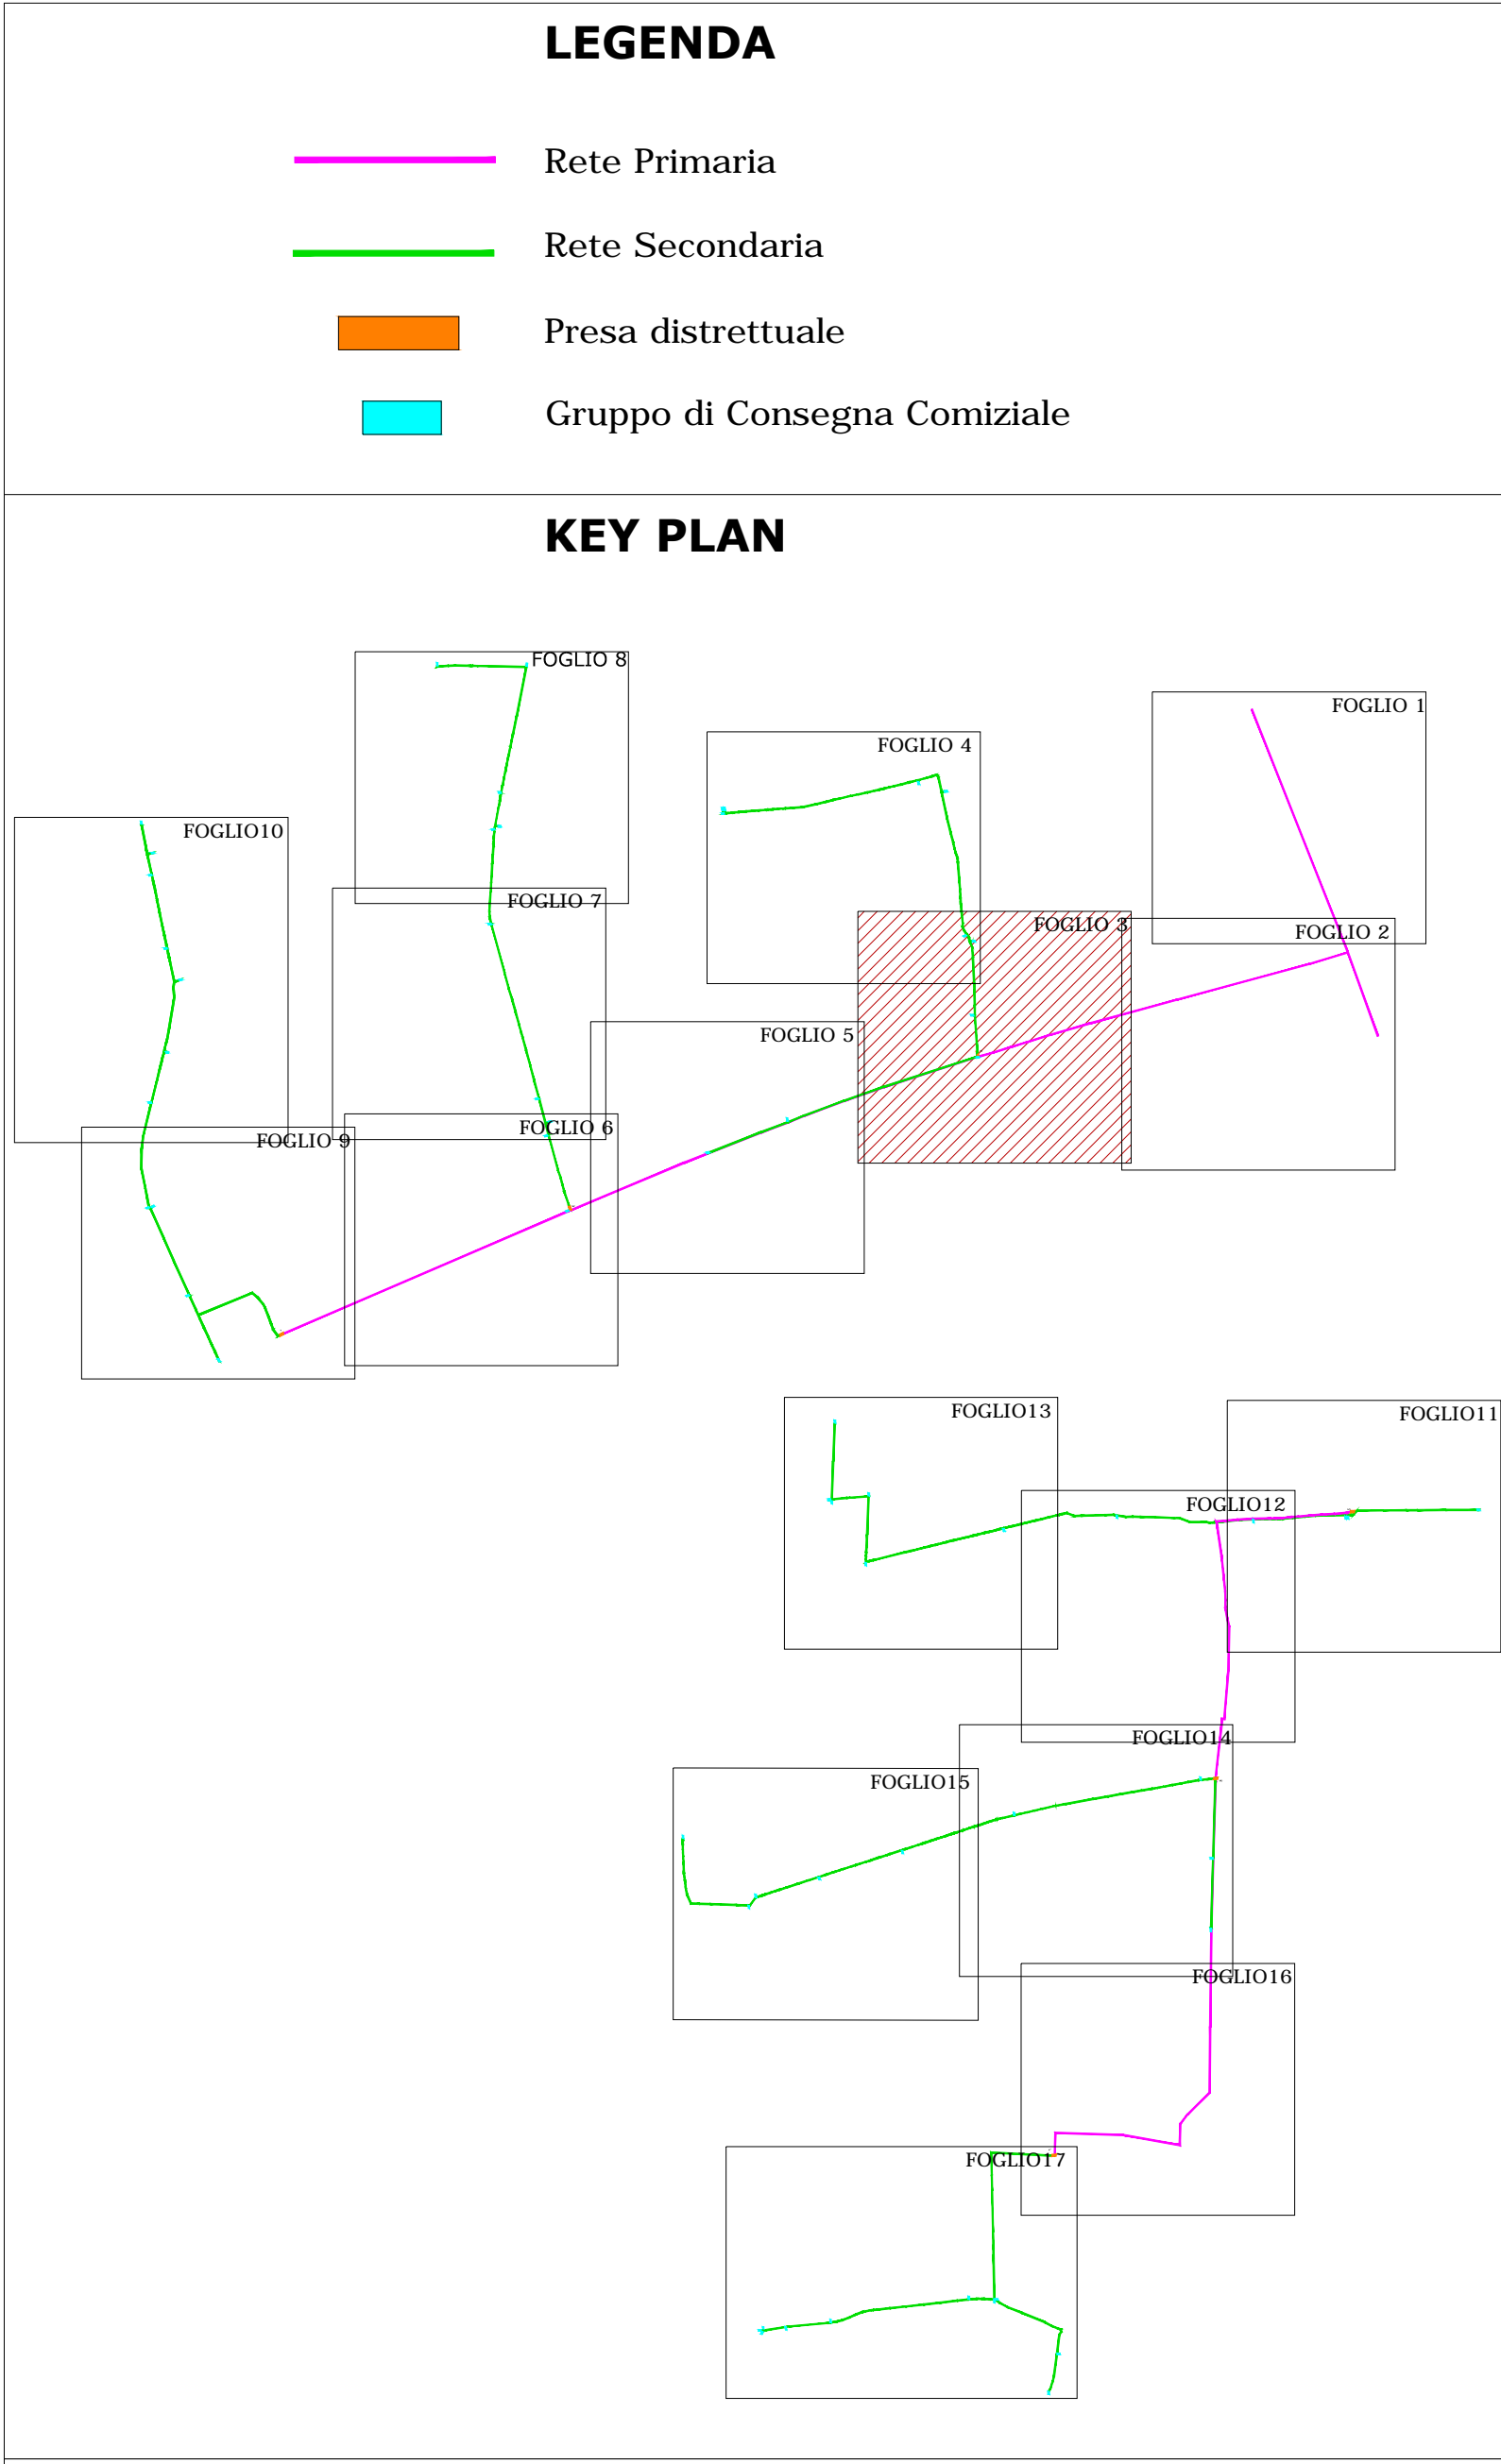 LEGENDA
Rete Primaria
Rete Secondaria
Presa distrettuale
Gruppo di Consegna Comiziale
KEY PLAN
FOGLIO 8
FOGLIO 1
FOGLIO 4
FOGLIO10
FOGLIO 7
FOGLIO 3
FOGLIO 2
FOGLIO 5
FOGLIO 6
FOGLIO 9
FOGLIO13
FOGLIO11
FOGLIO12
FOGLIO14
FOGLIO15
FOGLIO16
FOGLIO17